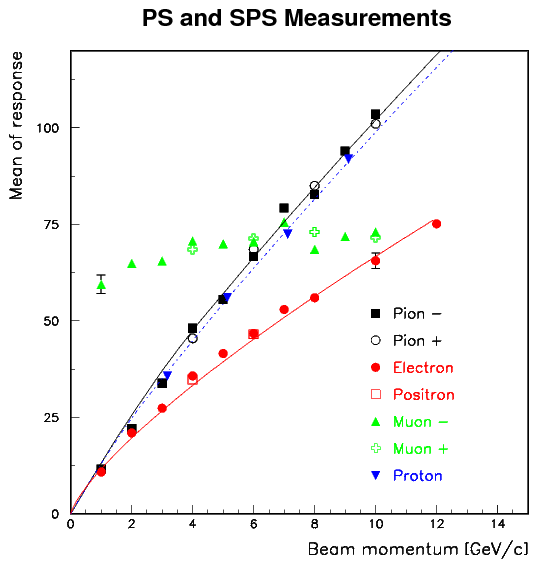 PS and SPS Measurements
Mean of response
100
75
50
25
0
Pion −
Pion +
Electron
Positron
Muon −
Muon +
Proton
0 2 4 6 8 10 12 14
Beam momentum [GeV/c]